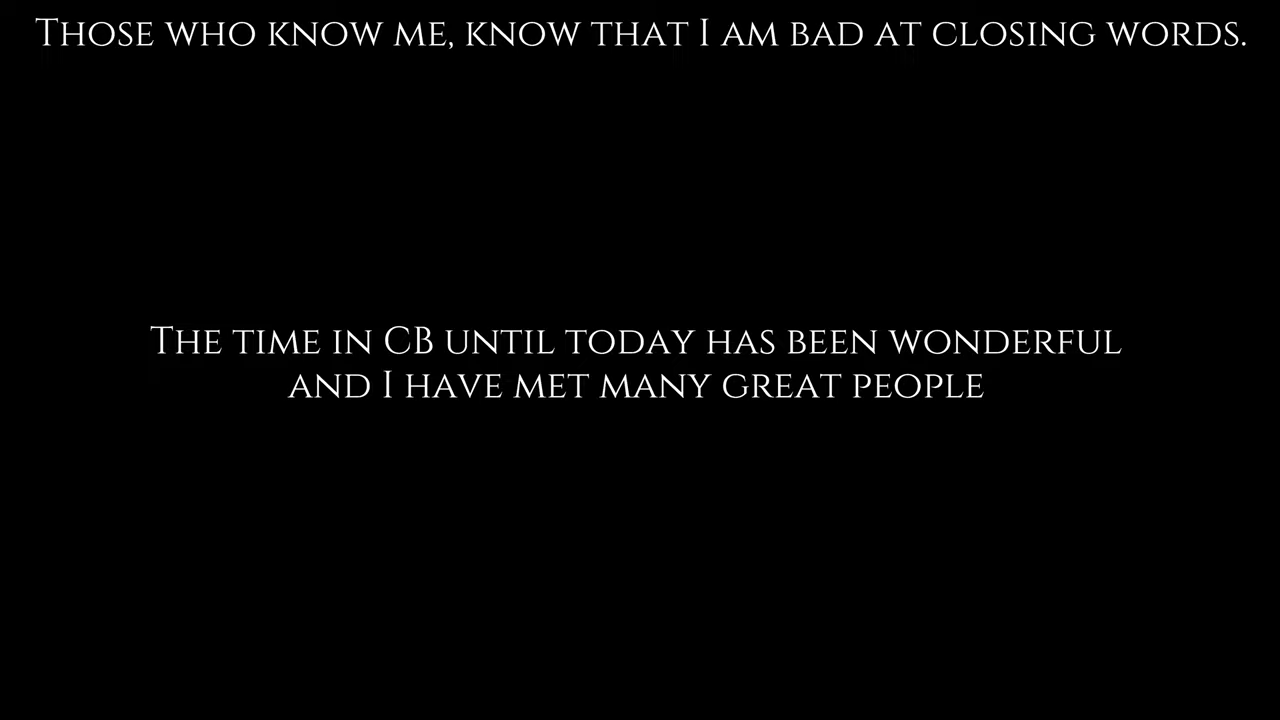 Those who know me, know that I am bad at closing words.
The time in CB until today has been wonderful
and I have met many great people